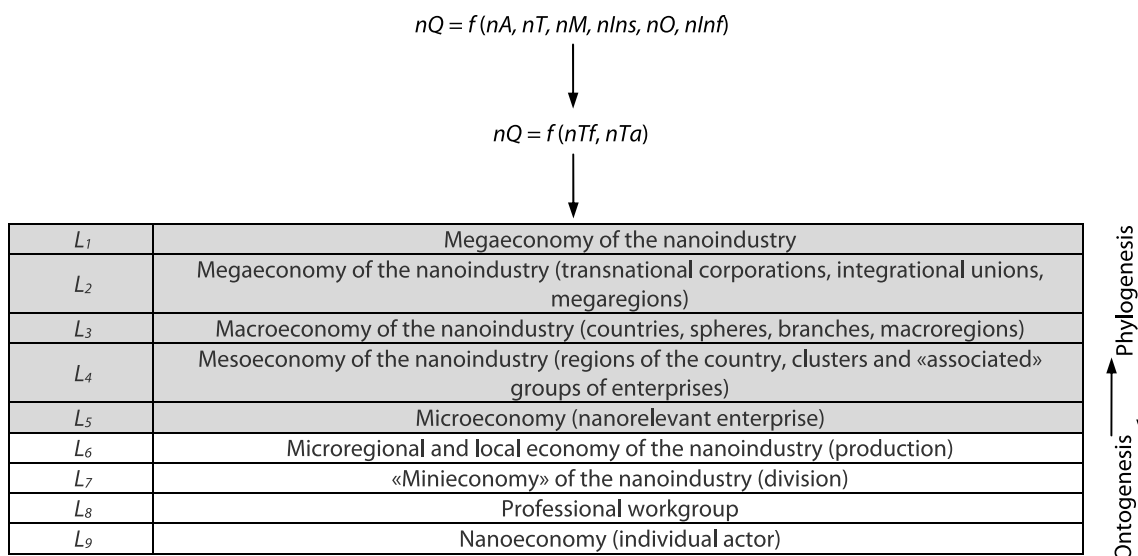 nQ = f (nA, nT, nM, nIns, nO, nInf)
nQ = f (nTf, nTa)
L1 Megaeconomy of the nanoindustry
L2 Megaeconomy of the nanoindustry (transnational corporations, integrational unions,
megaregions)
L3 Macroeconomy of the nanoindustry (countries, spheres, branches, macroregions)
L4 Mesoeconomy of the nanoindustry (regions of the country, clusters and «associated»
groups of enterprises)
L5 Microeconomy (nanorelevant enterprise)
L6 Microregional and local economy of the nanoindustry (production)
L7 «Minieconomy» of the nanoindustry (division)
L8 Professional workgroup
L9 Nanoeconomy (individual actor)
Phylogenesis
Ontogenesis